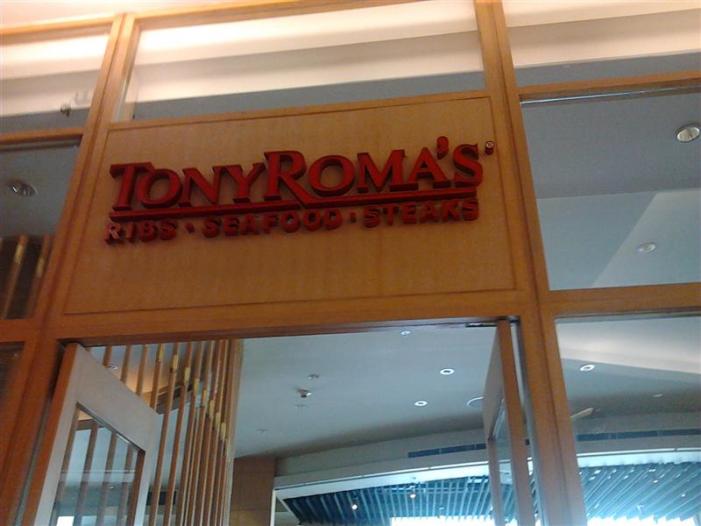 TONY ROMA'S®
RIBS · SEAFOOD · STEAKS